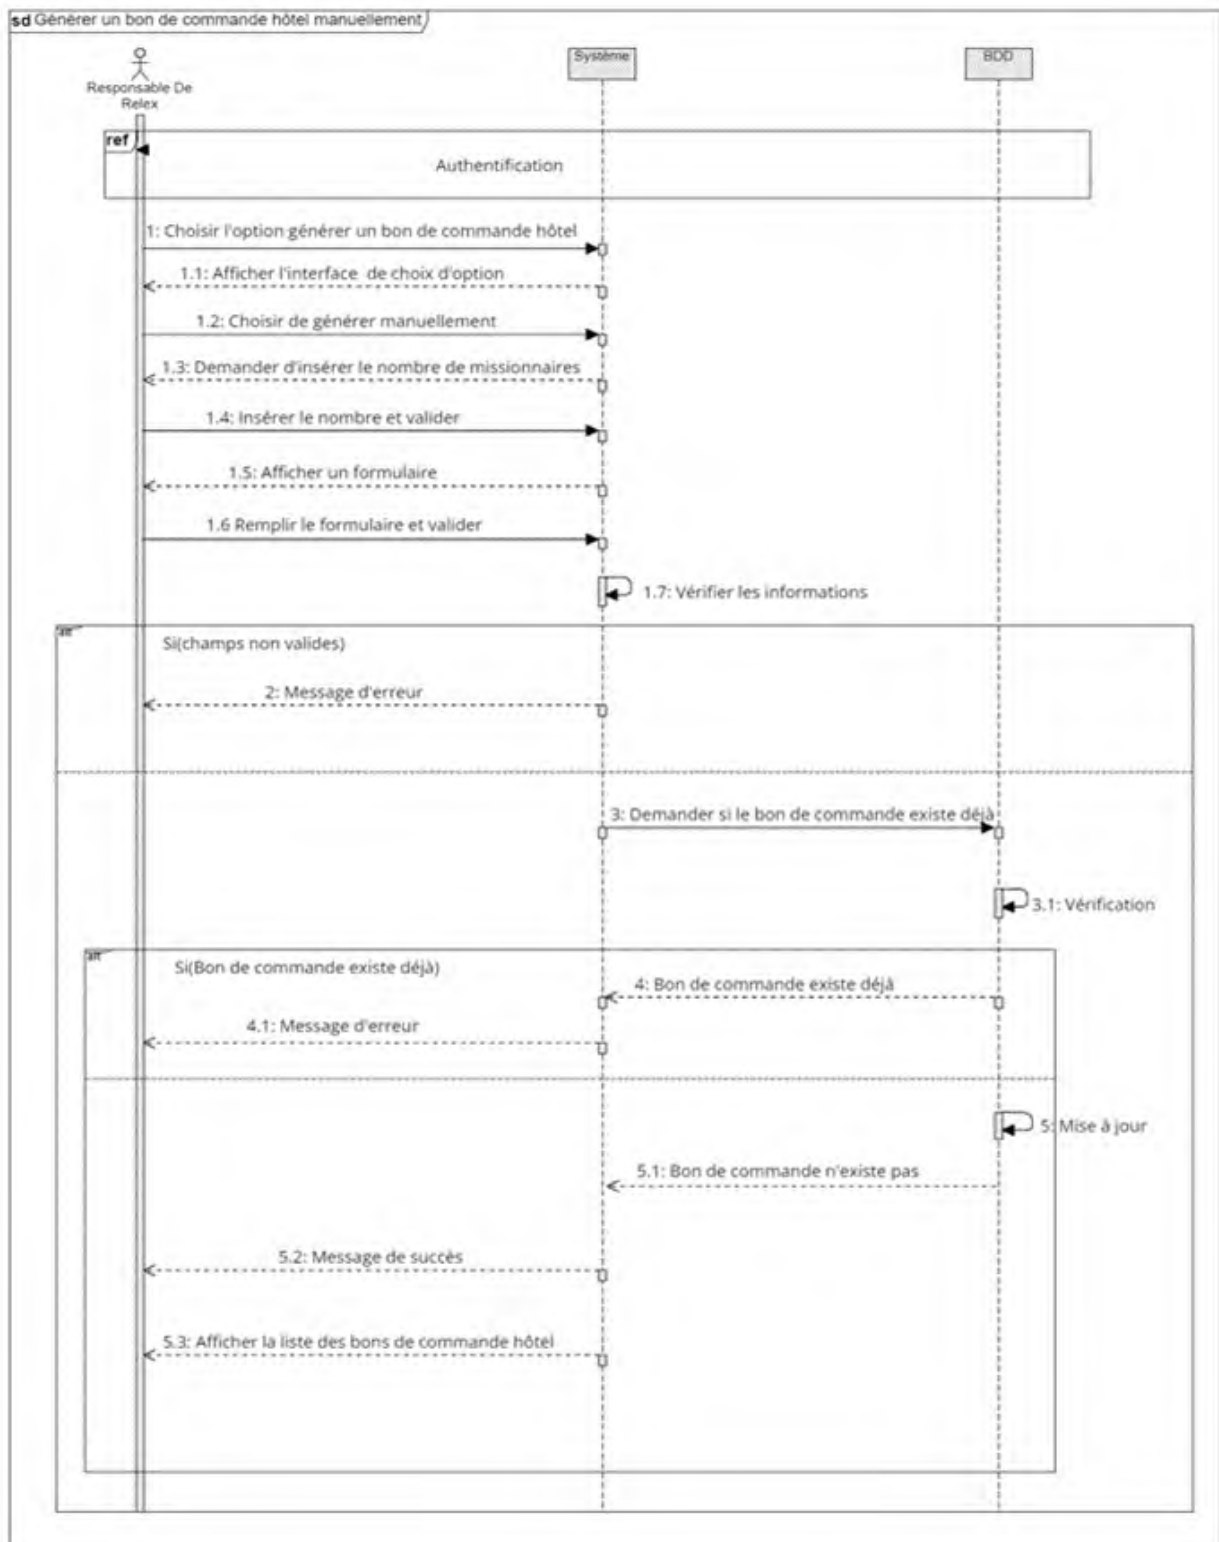 sd Générer un bon de commande hôtel manuellement
Système
BDD
Responsable De
Relex
ref
Authentification
1: Choisir l'option générer un bon de commande hôtel
1.1: Afficher l'interface de choix d'option
1.2: Choisir de générer manuellement
1.3: Demander d'insérer le nombre de missionnaires
1.4: Insérer le nombre et valider
1.5: Afficher un formulaire
1.6 Remplir le formulaire et valider
1.7: Vérifier les informations
alt
Si(champs non valides)
2: Message d'erreur
3: Demander si le bon de commande existe déjà
3.1: Vérification
alt
Si(Bon de commande existe déjà)
4: Bon de commande existe déjà
4.1: Message d'erreur
5: Mise à jour
5.1: Bon de commande n'existe pas
5.2: Message de succès
5.3: Afficher la liste des bons de commande hôtel